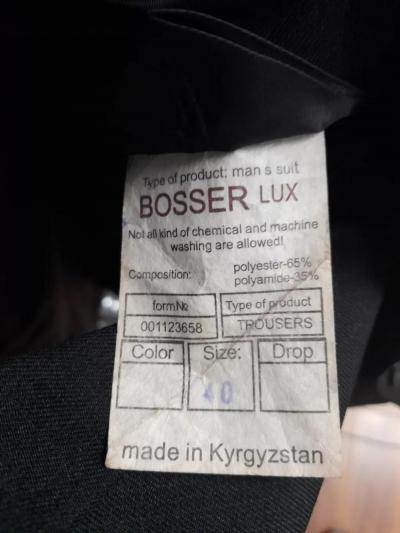 Type of product: man s suit
BOSSER LUX
Not all kind of chemical and machine
washing are allowed!
Composition: polyester-65%
polyamide-35%
form№ Type of product
001123658 TROUSERS
Color Size: Drop
40
made in Kyrgyzstan